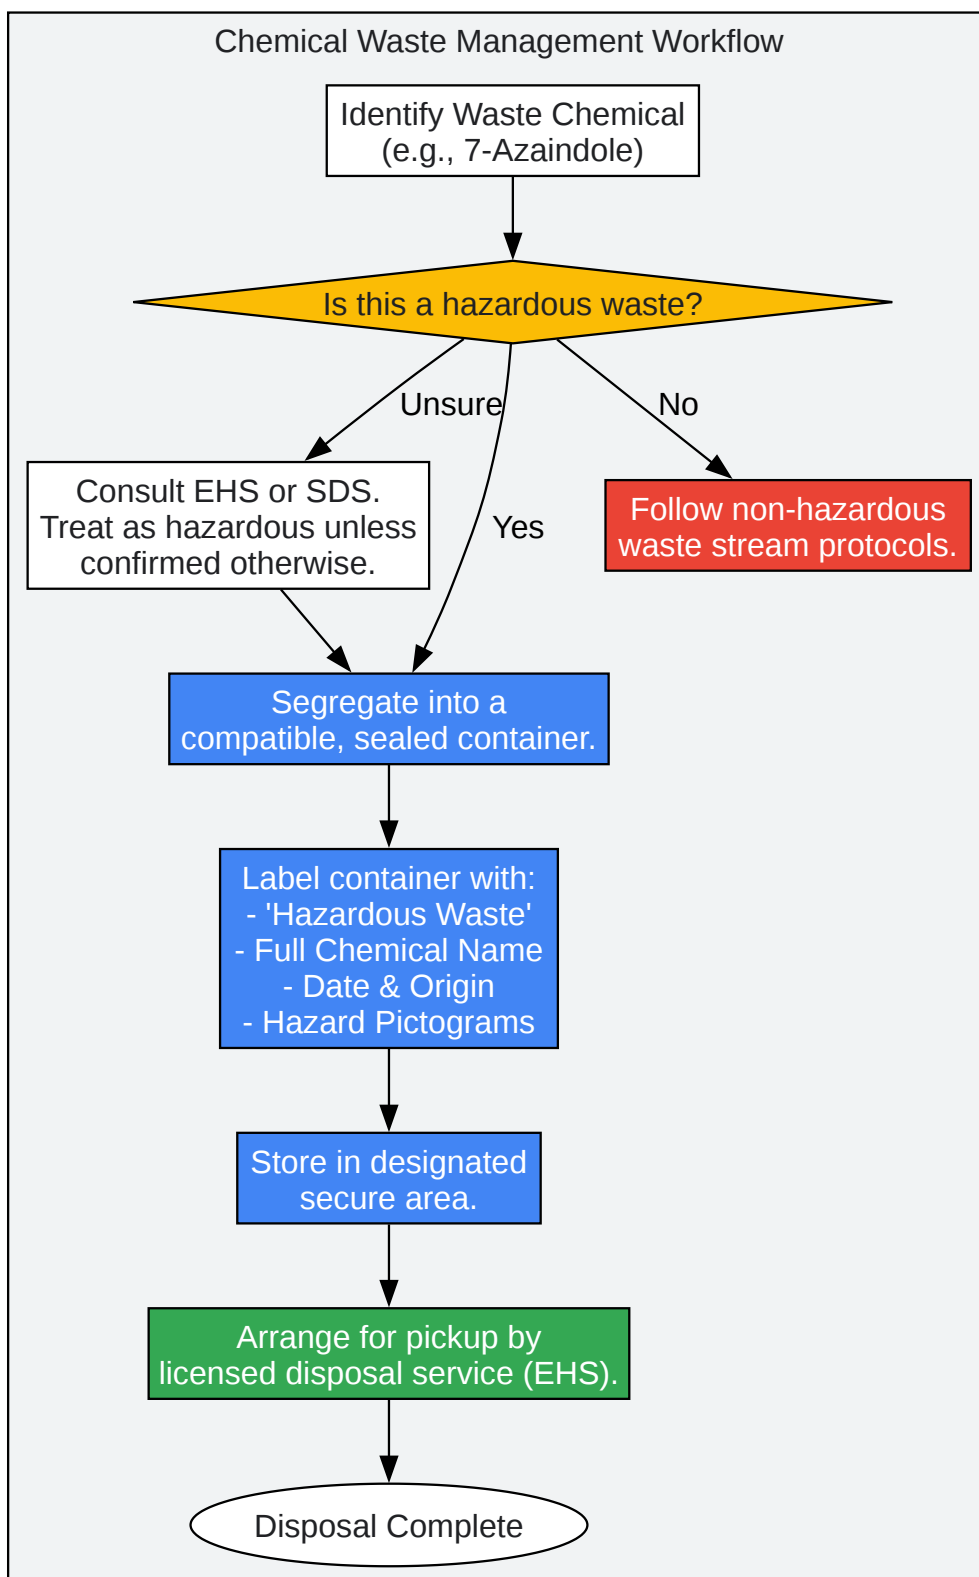 Chemical Waste Management Workflow
Identify Waste Chemical
(e.g., 7-Azaindole)
Is this a hazardous waste?
Unsure
No
Consult EHS or SDS.
Treat as hazardous unless
confirmed otherwise.
Yes
Follow non-hazardous
waste stream protocols.
Segregate into a
compatible, sealed container.
Label container with:
- 'Hazardous Waste'
- Full Chemical Name
- Date & Origin
- Hazard Pictograms
Store in designated
secure area.
Arrange for pickup by
licensed disposal service (EHS).
Disposal Complete